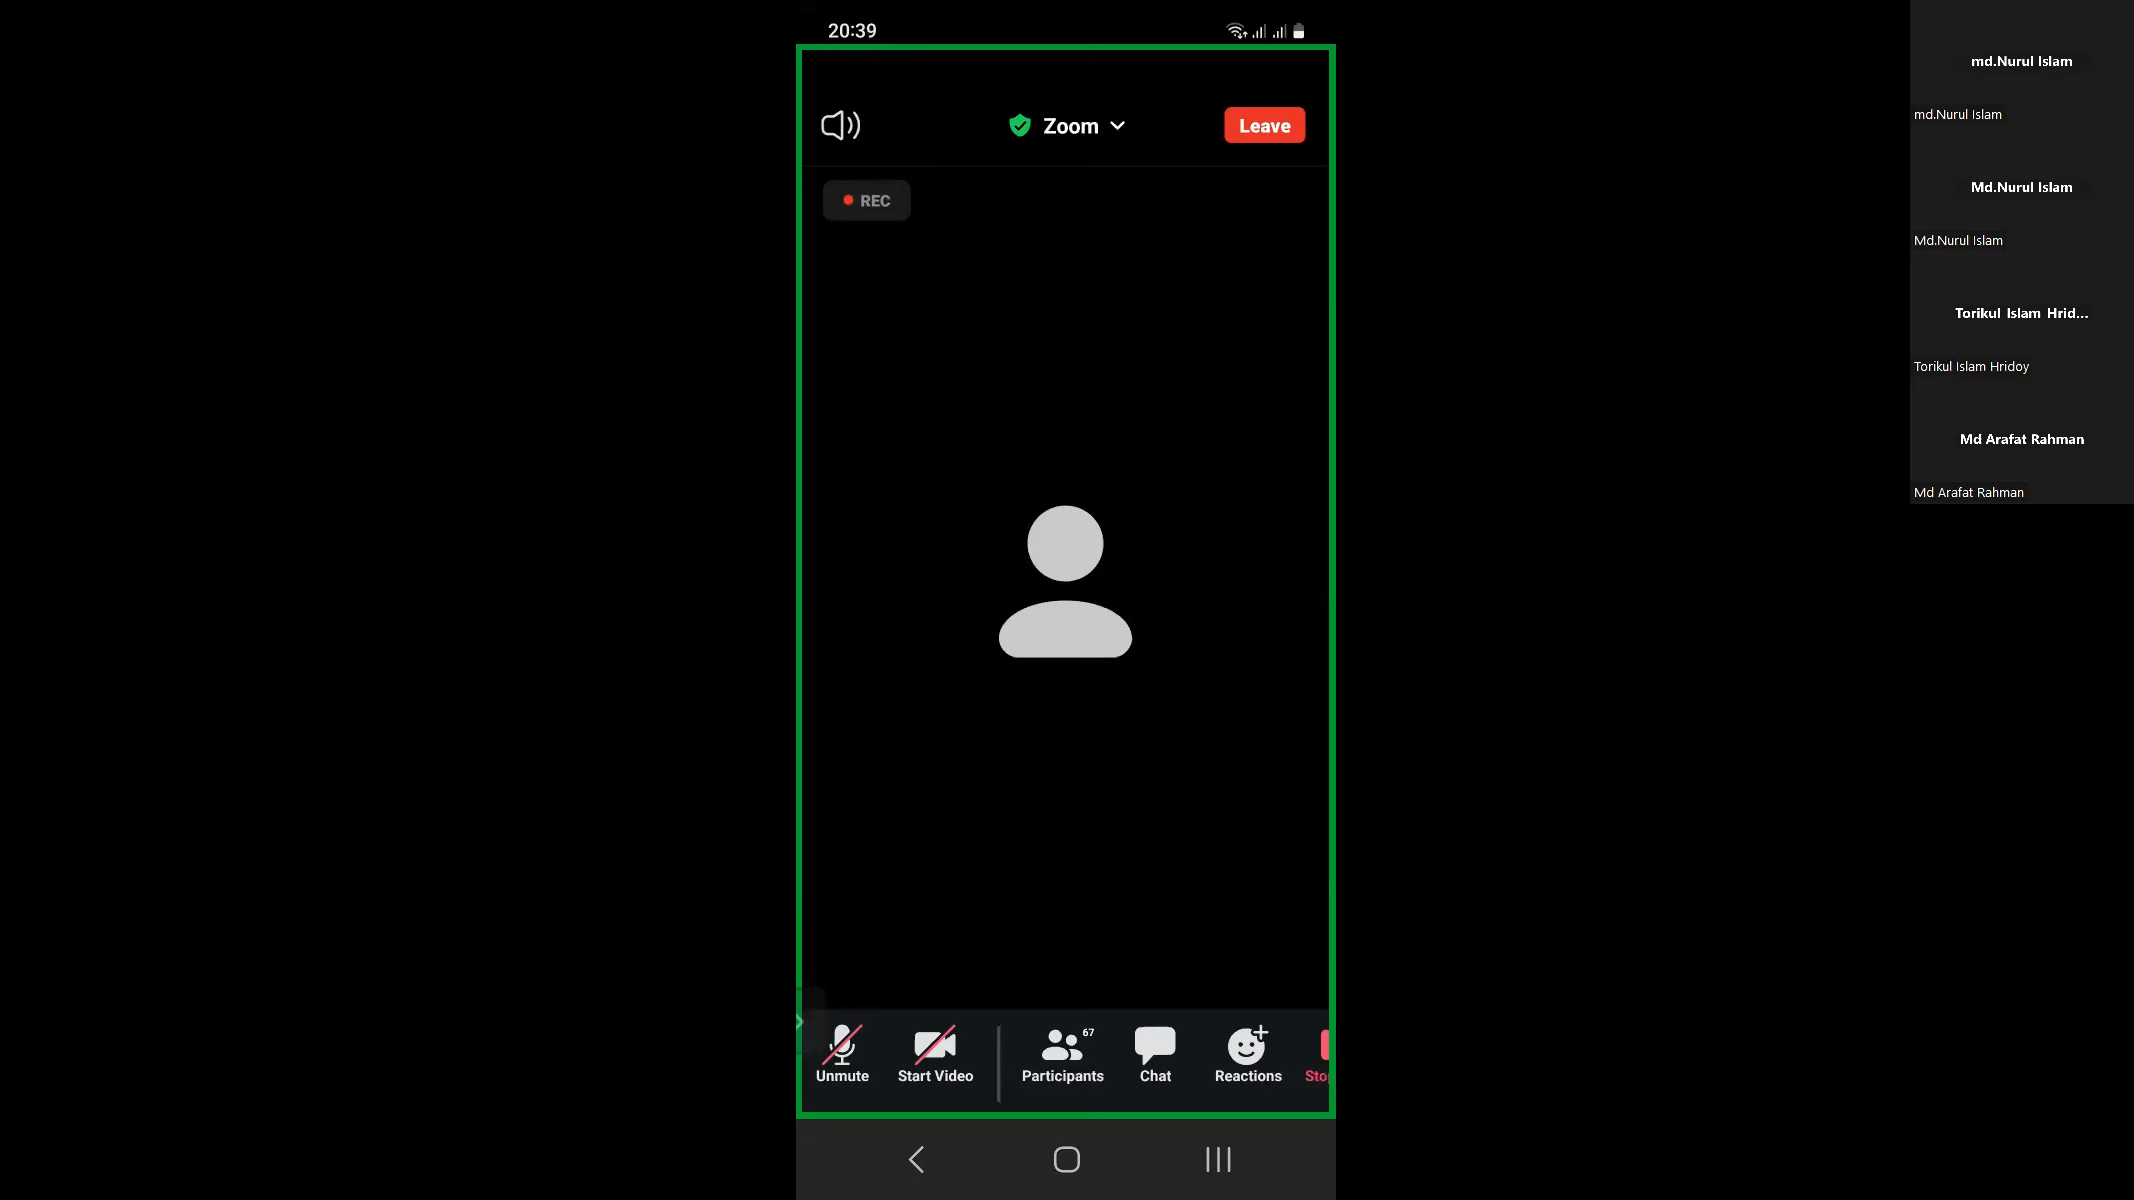 20:39
Zoom
Leave
REC
Unmute
Start Video
67
Participants
Chat
Reactions
Sto
md.Nurul Islam
md.Nurul Islam
Md.Nurul Islam
Md.Nurul Islam
Torikul Islam Hrid...
Torikul Islam Hridoy
Md Arafat Rahman
Md Arafat Rahman